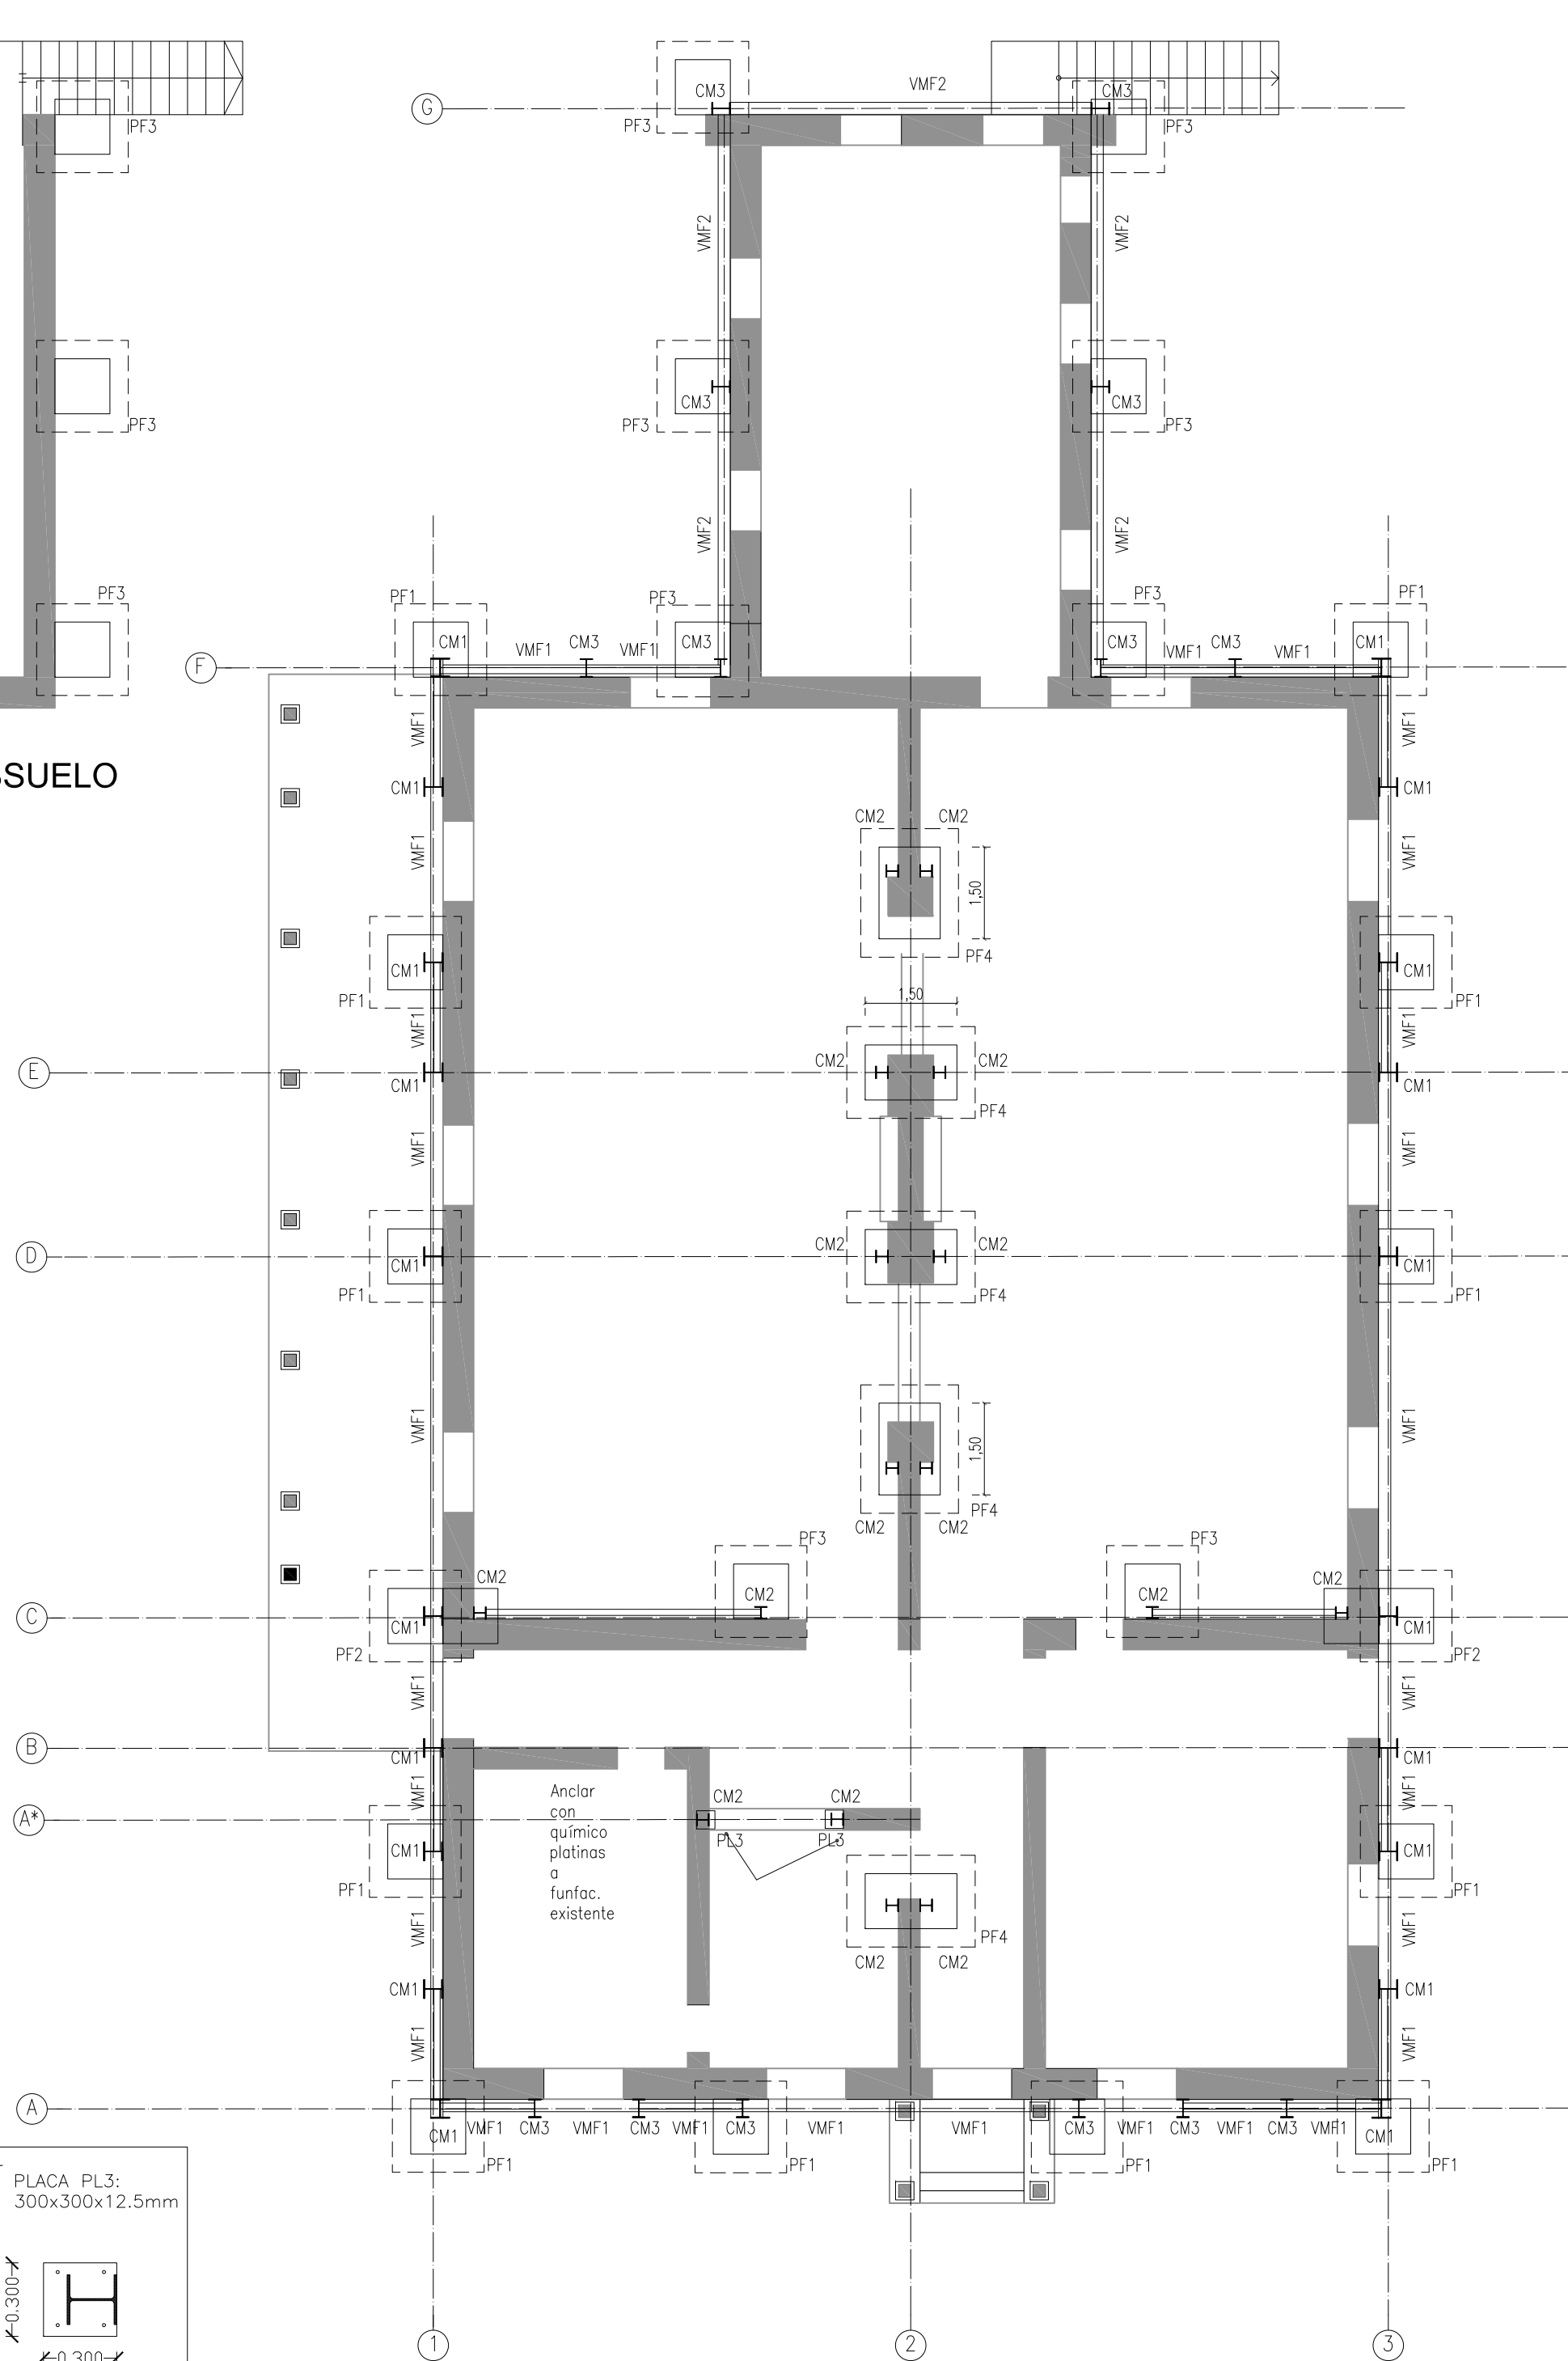 VMF2
CM3
CM3
G
PF3
PF3
PF3
VMF2
VMF2
CM3
CM3
PF3
PF3
PF3
VMF2
VMF2
PF3
PF1
PF3
PF3
PF1
CM1
VMF1
CM3
VMF1
CM3
CM3
VMF1
CM3
VMF1
CM1
F
VMF1
VMF1
SUELO
CM1
CM1
CM2
CM2
VMF1
VMF1
1,50
PF4
CM1
CM1
PF1
1,50
PF1
VMF1
VMF1
E
CM1
CM2
CM2
CM1
PF4
VMF1
VMF1
D
CM1
CM2
CM2
CM1
PF1
PF4
PF1
VMF1
VMF1
1,50
PF4
CM2
CM2
PF3
PF3
CM2
CM2
CM2
CM2
C
CM1
CM1
PF2
PF2
VMF1
VMF1
B
CM1
CM1
VMF1
VMF1
Anclar
con
químico
platinas
a
funfac.
existente
CM2
CM2
A*
PL3
PL3
CM1
CM1
PF1
PF1
VMF1
VMF1
PF4
CM2
CM2
CM1
CM1
VMF1
VMF1
A
CM1
VMF1
CM3
VMF1
CM3
VMF1
CM3
VMF1
VMF1
CM3
VMF1
CM3
VMF1
CM3
VMF1
CM1
PF1
PF1
PF1
PF1
PLACA PL3:
300x300x12.5mm
0.300
0.300
1
2
3